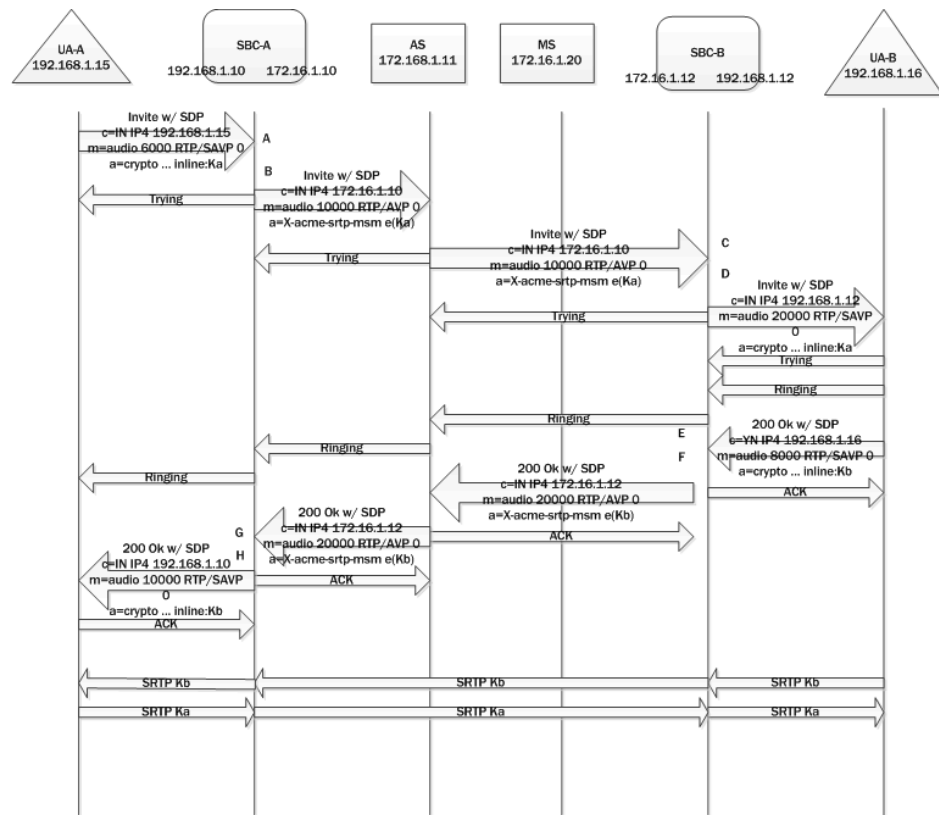 UA-A
192.168.1.15
SBC-A
192.168.1.10 172.16.1.10
AS
172.168.1.11
MS
172.16.1.20
SBC-B
172.16.1.12 192.168.1.12
UA-B
192.168.1.16
Invite w/ SDP
c=IN IP4 192.168.1.15
m=audio 6000 RTP/SAVP 0
a=crypto ... inline:Ka
A
B
Trying
Invite w/ SDP
c=IN IP4 172.16.1.10
m=audio 10000 RTP/AVP 0
a=X-acme-srtp-msm e(Ka)
Trying
Invite w/ SDP
c=IN IP4 172.16.1.10
m=audio 10000 RTP/AVP 0
a=X-acme-srtp-msm e(Ka)
C
D
Trying
Invite w/ SDP
c=IN IP4 192.168.1.12
m=audio 20000 RTP/SAVP
0
a=crypto ... inline:Ka
Trying
Ringing
Ringing
Ringing
Ringing
E
F
200 Ok w/ SDP
c=YN IP4 192.168.1.16
m=audio 8000 RTP/SAVP 0
a=crypto ... inline:Kb
ACK
200 Ok w/ SDP
c=IN IP4 172.16.1.12
m=audio 20000 RTP/AVP 0
a=X-acme-srtp-msm e(Kb)
ACK
G
H
200 Ok w/ SDP
c=IN IP4 172.16.1.12
m=audio 20000 RTP/AVP 0
a=X-acme-srtp-msm e(Kb)
ACK
200 Ok w/ SDP
c=IN IP4 192.168.1.10
m=audio 10000 RTP/SAVP
0
a=crypto ... inline:Kb
ACK
SRTP Kb
SRTP Kb
SRTP Kb
SRTP Ka
SRTP Ka
SRTP Ka